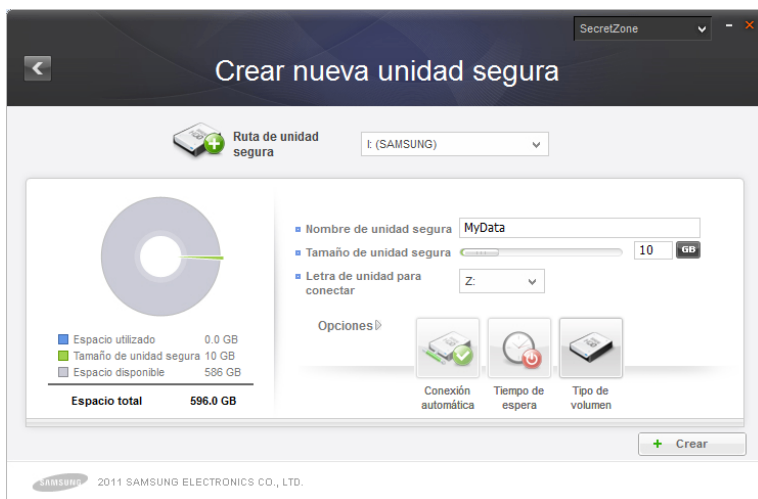 SecretZone
Crear nueva unidad segura
Ruta de unidad
segura
I: (SAMSUNG)
Nombre de unidad segura MyData
Tamaño de unidad segura 10 GB
Letra de unidad para
conectar
Z:
Opciones
Espacio utilizado 0.0 GB
Tamaño de unidad segura 10 GB
Espacio disponible 586 GB
Espacio total 596.0 GB
Conexión
automática
Tiempo de
espera
Tipo de
volumen
+ Crear
SAMSUNG 2011 SAMSUNG ELECTRONICS CO., LTD.